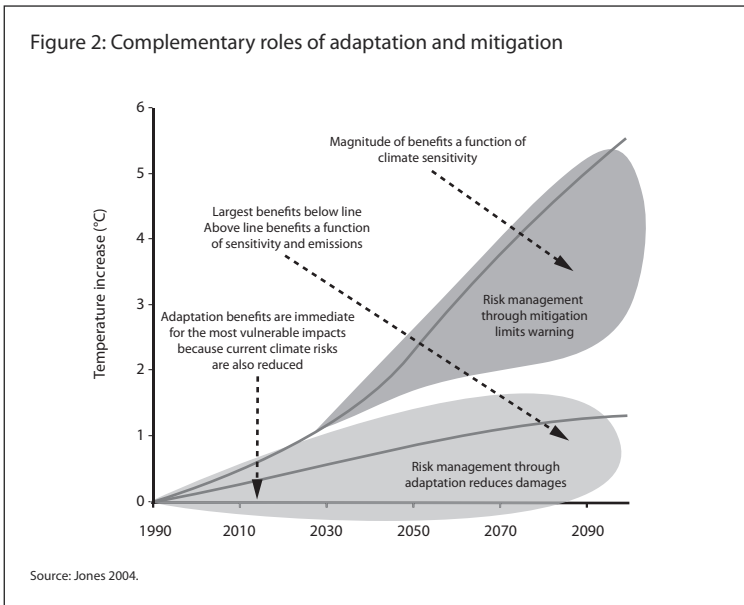 Figure 2: Complementary roles of adaptation and mitigation
6
Magnitude of benefits a function of
climate sensitivity
5
Largest benefits below line
Above line benefits a function
of sensitivity and emissions
4
Temperature increase (°C)
3
Risk management
through mitigation
limits warning
Adaptation benefits are immediate
for the most vulnerable impacts
because current climate risks
are also reduced
2
1
Risk management through
adaptation reduces damages
0
1990 2010 2030 2050 2070 2090
Source: Jones 2004.